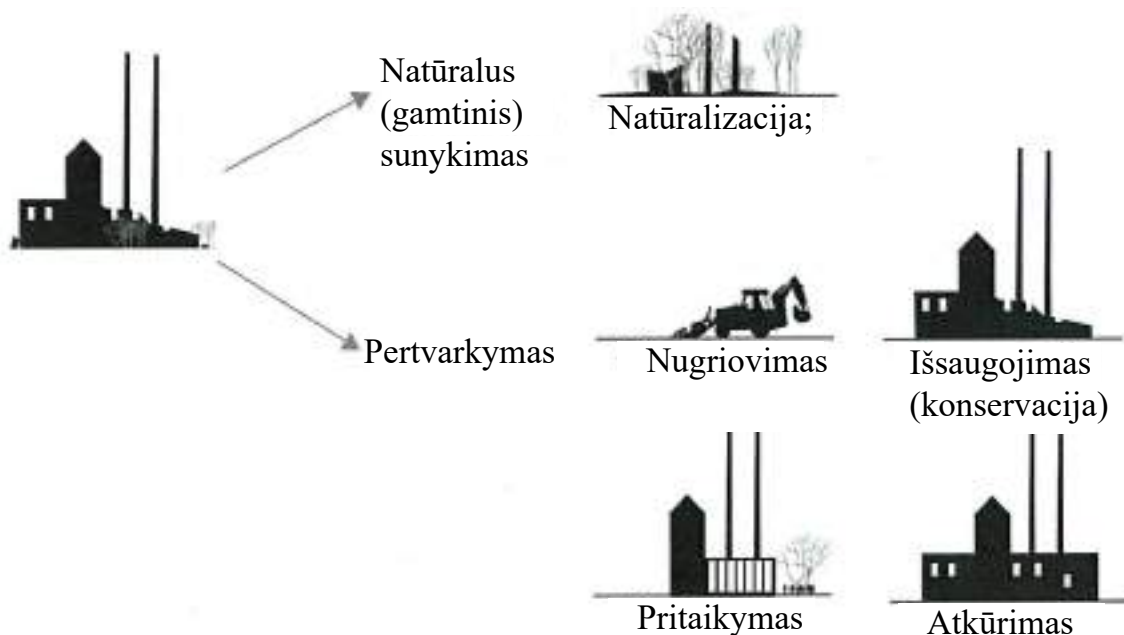 Natūralus
(gamtinis)
sunykimas
Natūralizacija;
Pertvarkymas
Nugriovimas
Išsaugojimas
(konservacija)
Pritaikymas
Atkūrimas